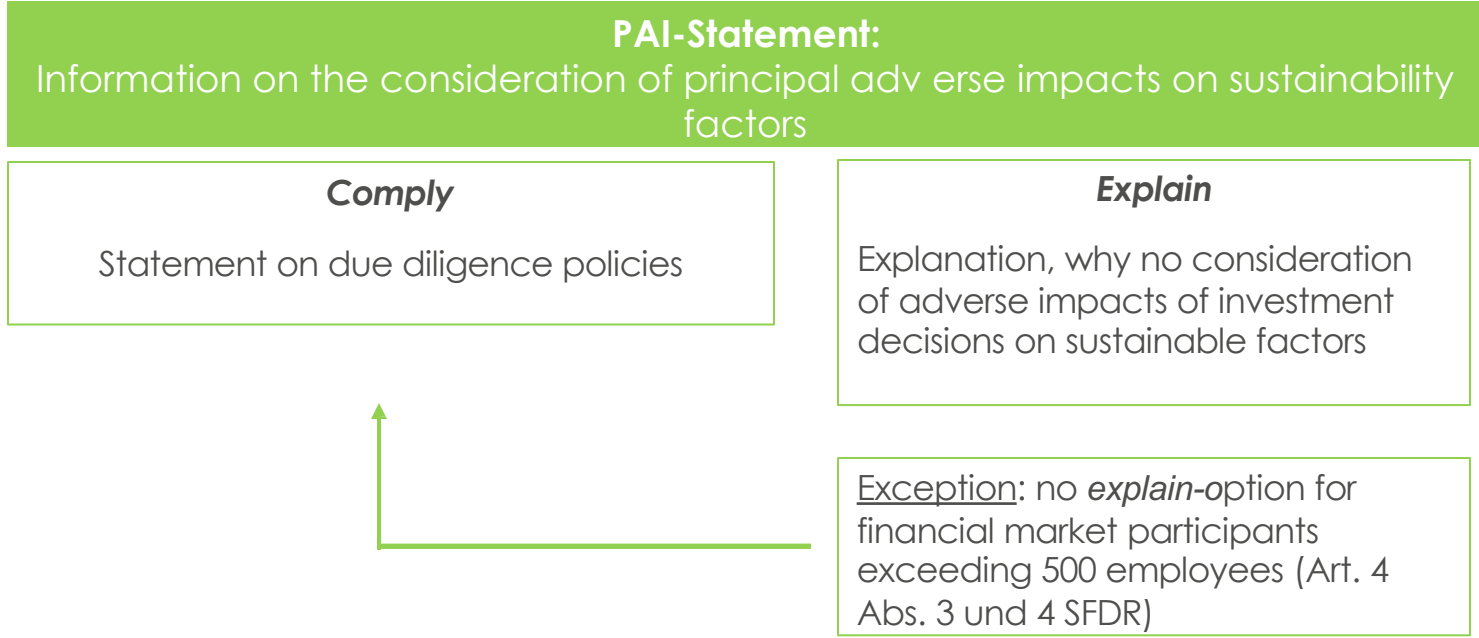 PAI-Statement:
Information on the consideration of principal adv erse impacts on sustainability
factors
Comply
Statement on due diligence policies
Explain
Explanation, why no consideration
of adverse impacts of investment
decisions on sustainable factors
Exception: no explain-option for
financial market participants
exceeding 500 employees (Art. 4
Abs. 3 und 4 SFDR)